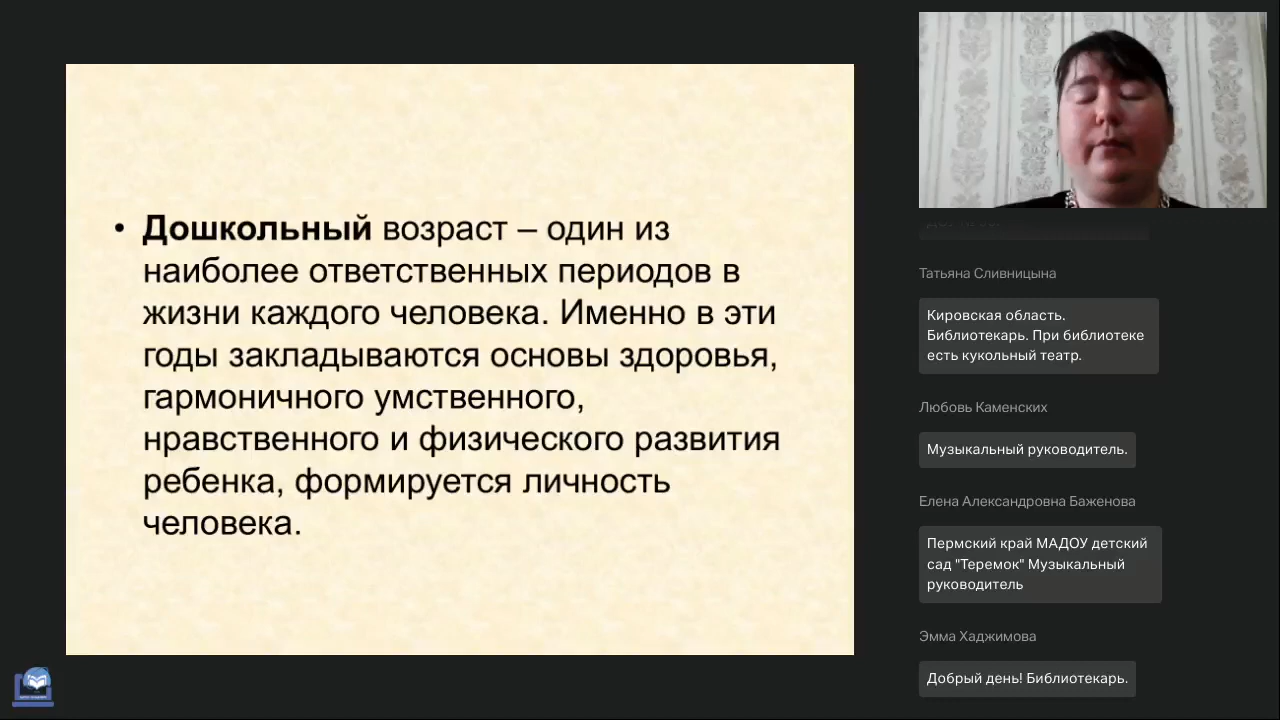 • Дошкольный возраст – один из
наиболее ответственных периодов в
жизни каждого человека. Именно в эти
годы закладываются основы здоровья,
гармоничного умственного,
нравственного и физического развития
ребенка, формируется личность
человека.
Татьяна Сливницына
Кировская область.
Библиотекарь. При библиотеке
есть кукольный театр.
Любовь Каменских
Музыкальный руководитель.
Елена Александровна Баженова
Пермский край МАДОУ детский
сад "Теремок" Музыкальный
руководитель
Эмма Хаджимова
Добрый день! Библиотекарь.